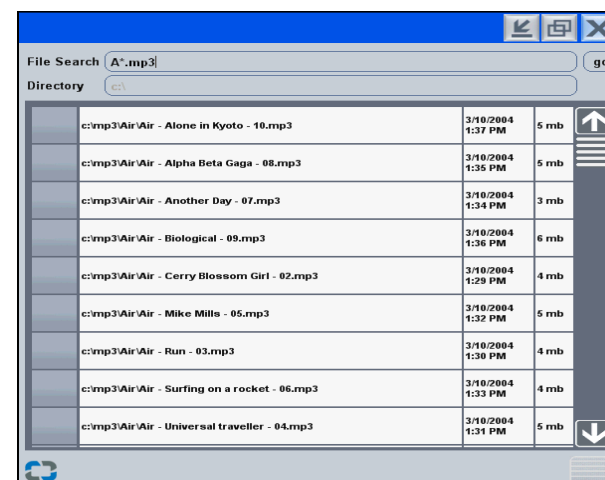 File Search A*.mp3 go
Directory c:\
c:\mp3\Air\Air - Alone in Kyoto - 10.mp3 3/10/2004 1:37 PM 5 mb
c:\mp3\Air\Air - Alpha Beta Gaga - 08.mp3 3/10/2004 1:35 PM 5 mb
c:\mp3\Air\Air - Another Day - 07.mp3 3/10/2004 1:34 PM 3 mb
c:\mp3\Air\Air - Biological - 09.mp3 3/10/2004 1:36 PM 6 mb
c:\mp3\Air\Air - Cerry Blossom Girl - 02.mp3 3/10/2004 1:29 PM 4 mb
c:\mp3\Air\Air - Mike Mills - 05.mp3 3/10/2004 1:32 PM 5 mb
c:\mp3\Air\Air - Run - 03.mp3 3/10/2004 1:30 PM 4 mb
c:\mp3\Air\Air - Surfing on a rocket - 06.mp3 3/10/2004 1:33 PM 4 mb
c:\mp3\Air\Air - Universal traveller - 04.mp3 3/10/2004 1:31 PM 5 mb